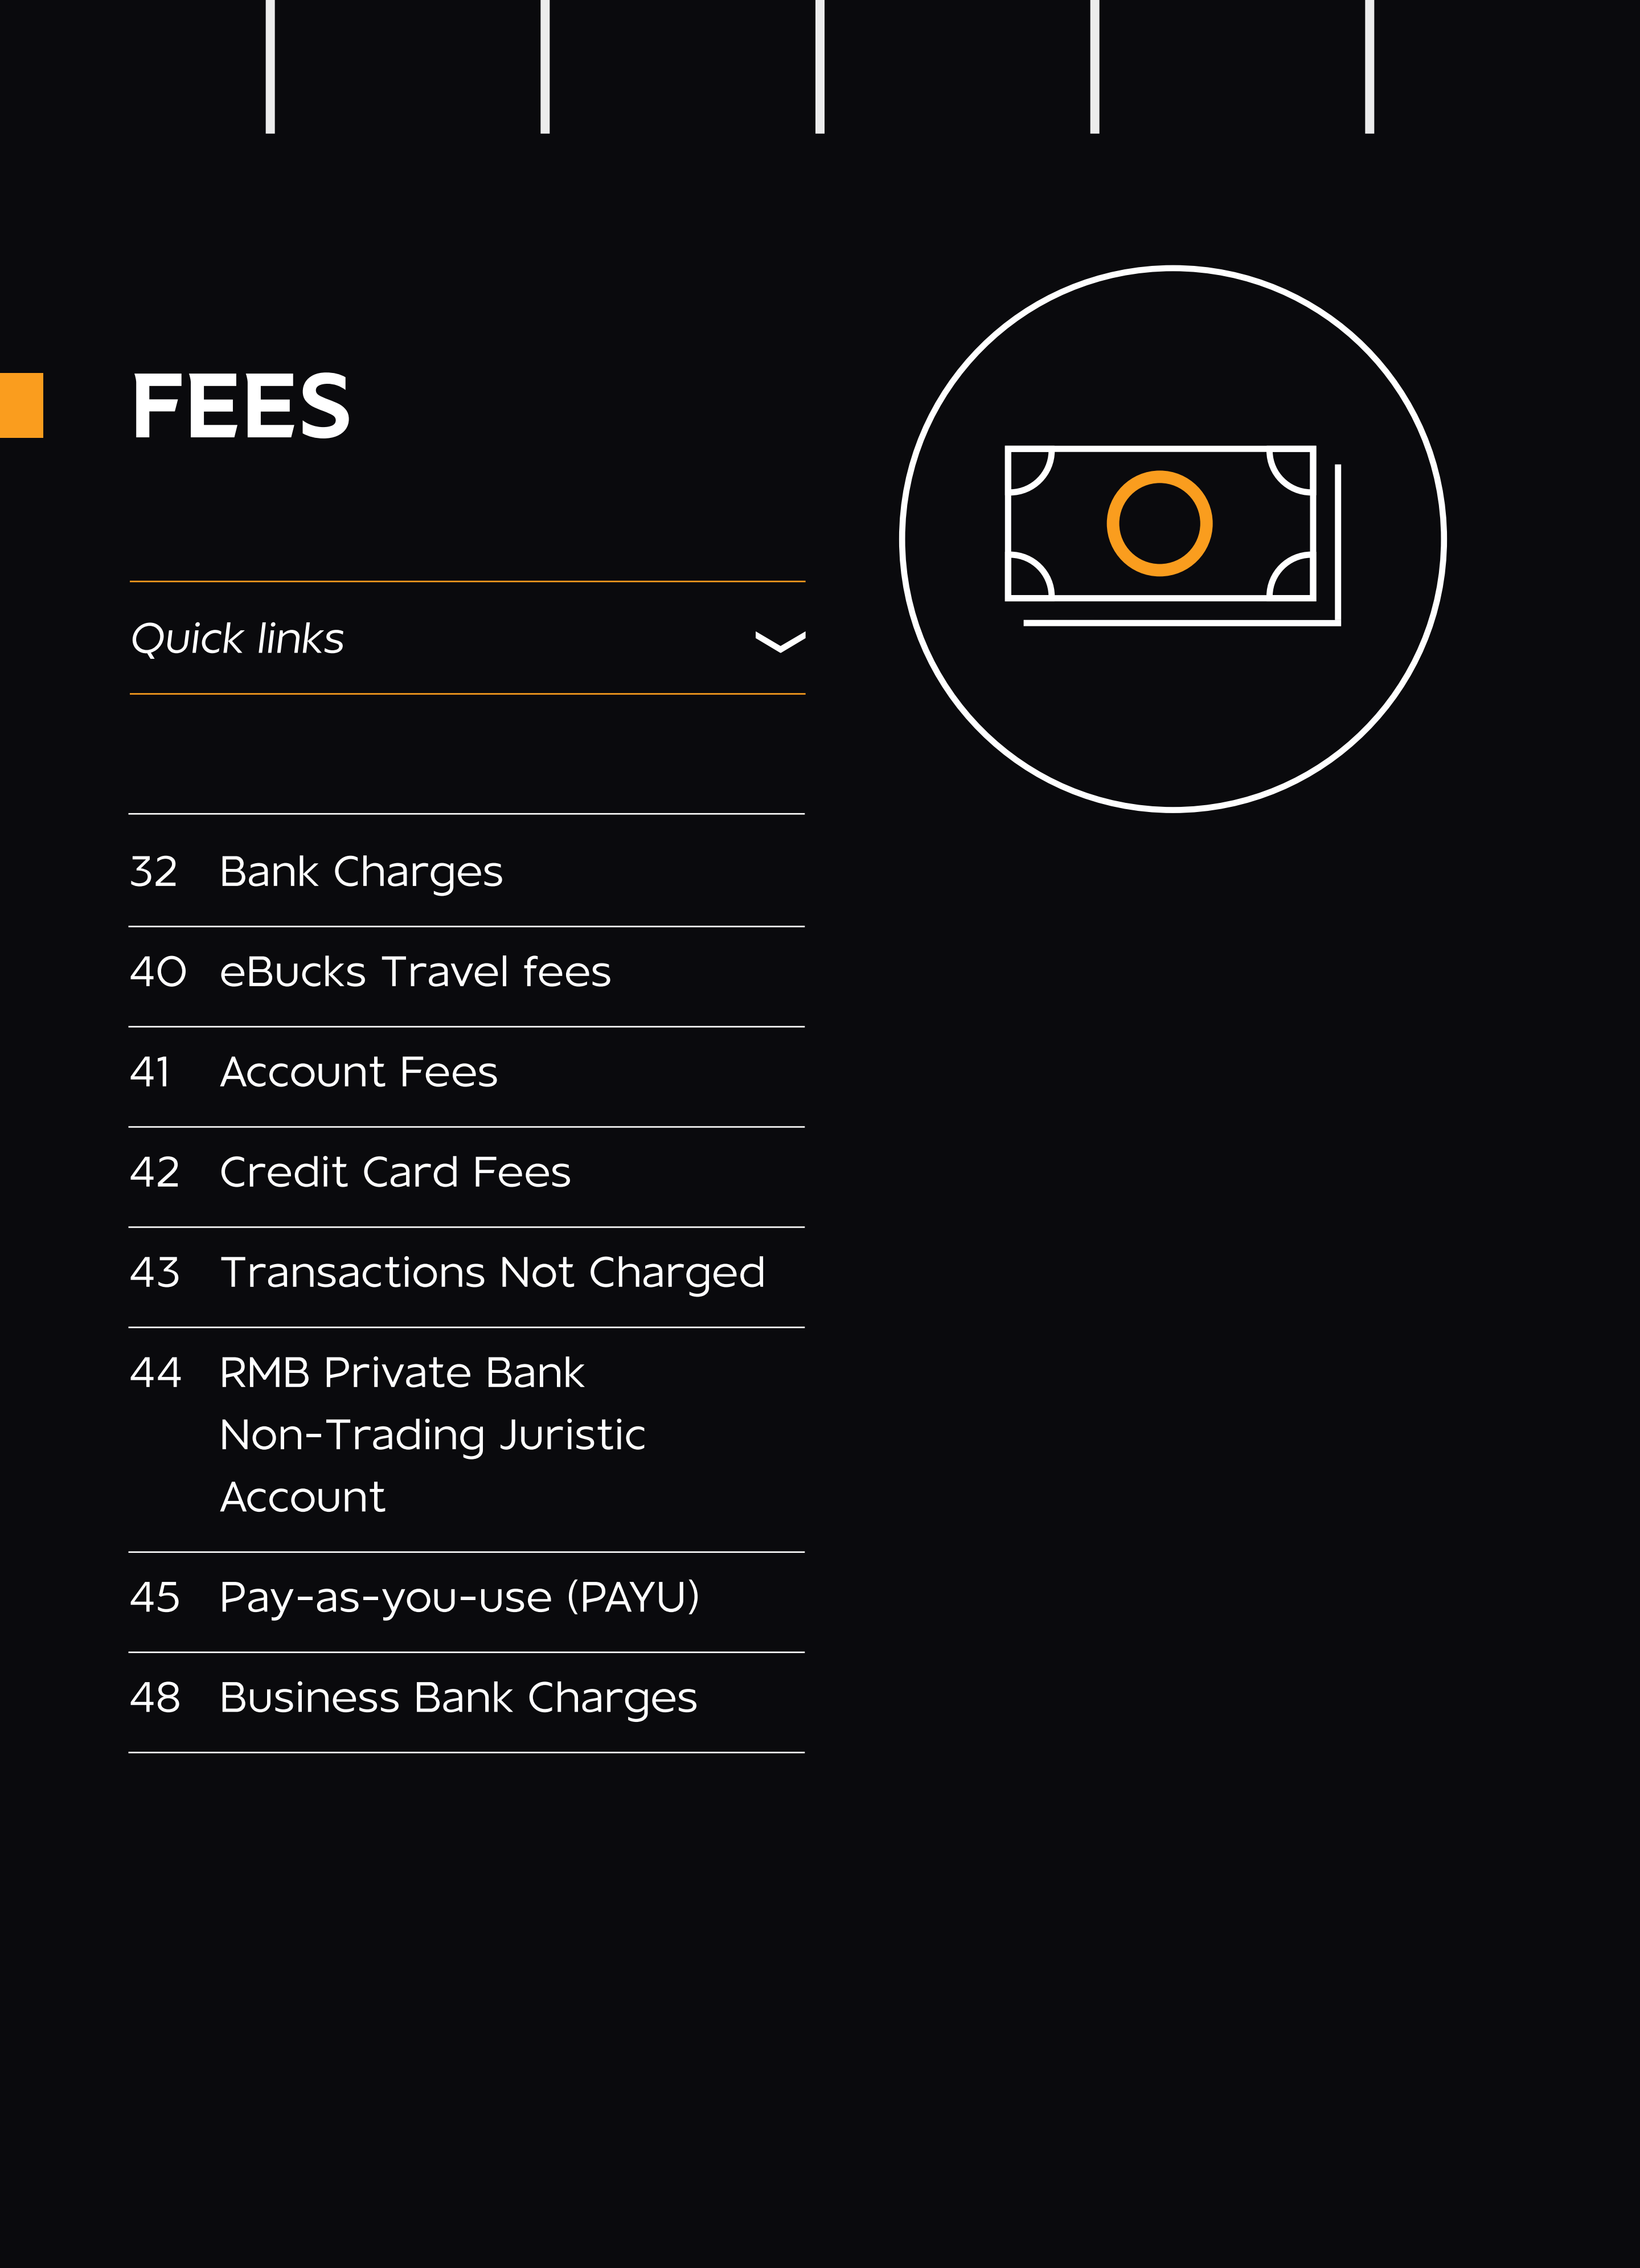 FEES
Quick links
32 Bank Charges
40 eBucks Travel fees
41 Account Fees
42 Credit Card Fees
43 Transactions Not Charged
44 RMB Private Bank
Non-Trading Juristic
Account
45 Pay-as-you-use (PAYU)
48 Business Bank Charges